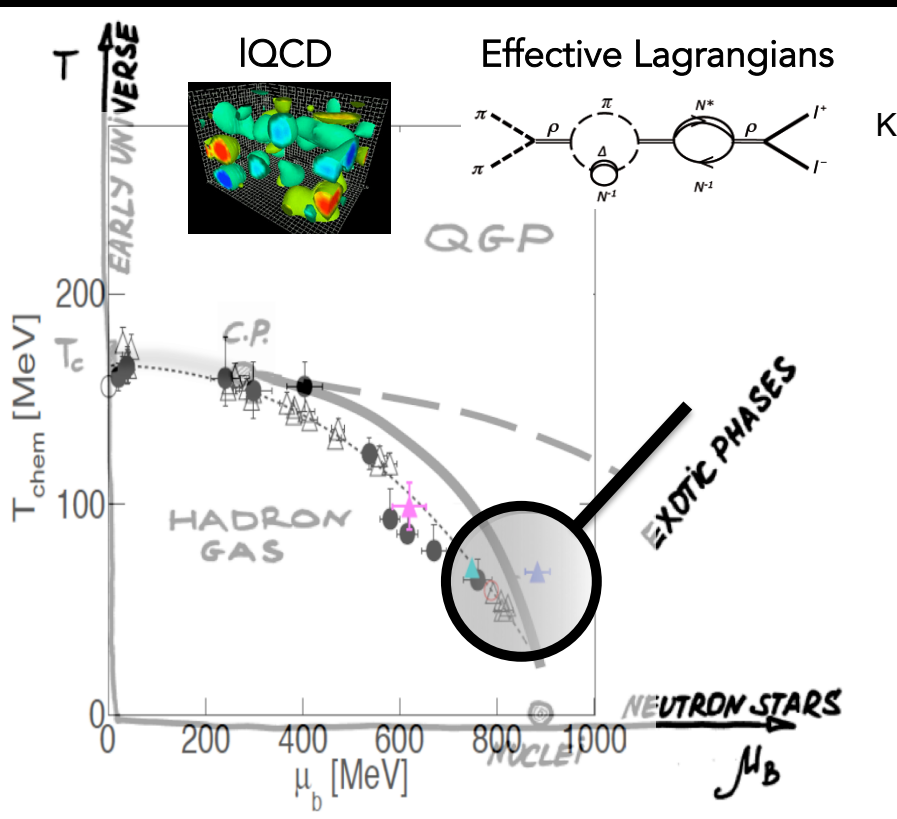 lQCD
Effective Lagrangians
K
T
EARLY UNIVERSE
π
π
ρ
π
Δ
N⁻¹
N*
N⁻¹
ρ
l⁺
l⁻
QGP
200
C.P.
Tc
T chem [MeV]
EXOTIC PHASES
100
HADRON
GAS
0
NEUTRON STARS
0
200
400
600
800
1000
NUCLEI
μb [MeV]
μB